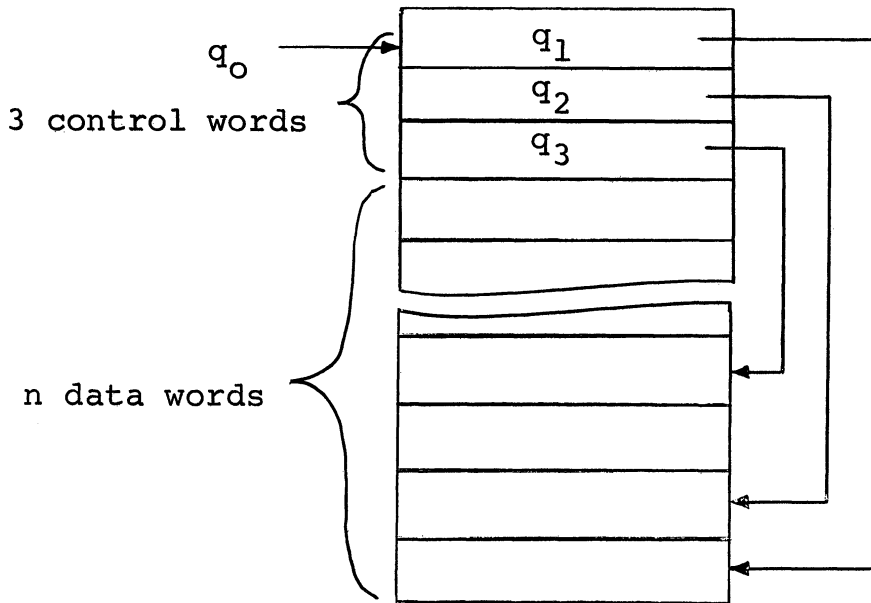 q₁
q₀
q₂
3 control words
q₃
n data words